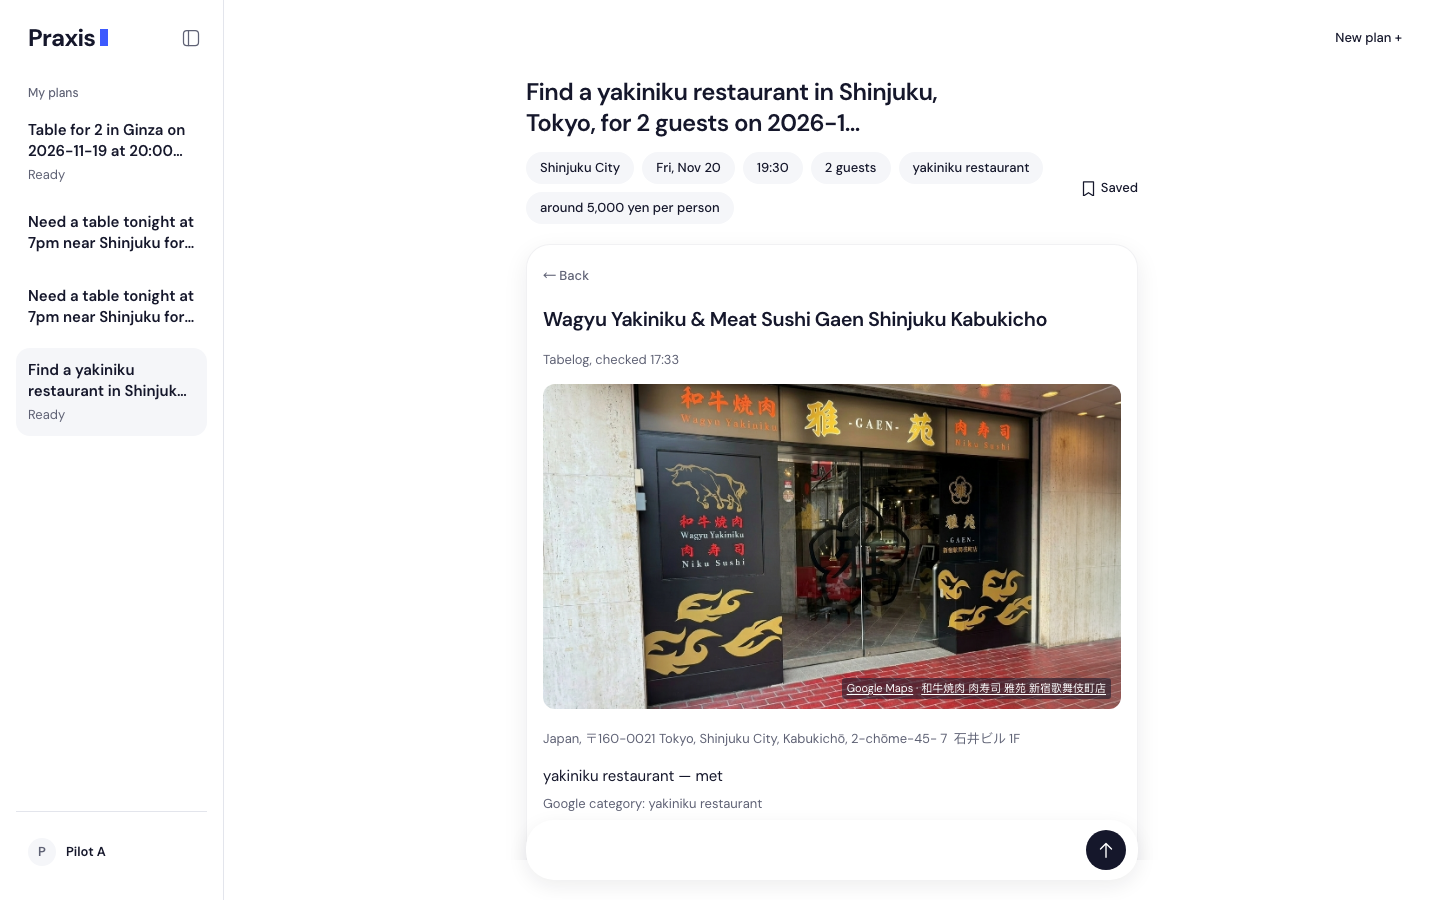 Praxis
New plan +
My plans
Table for 2 in Ginza on
2026-11-19 at 20:00...
Ready
Need a table tonight at
7pm near Shinjuku for...
Need a table tonight at
7pm near Shinjuku for...
Find a yakiniku
restaurant in Shinjuk...
Ready
P
Pilot A
Find a yakiniku restaurant in Shinjuku,
Tokyo, for 2 guests on 2026-1...
Shinjuku City
Fri, Nov 20
19:30
2 guests
yakiniku restaurant
around 5,000 yen per person
Saved
← Back
Wagyu Yakiniku & Meat Sushi Gaen Shinjuku Kabukicho
Tabelog, checked 17:33
和牛焼肉
Wagyu Yakiniku
雅 -GAEN- 苑
肉寿司
Niku Sushi
和牛焼肉
Wagyu Yakiniku
肉寿司
Niku Sushi
雅苑
-GAEN-
Google Maps · 和牛焼肉 肉寿司 雅苑 新宿歌舞伎町店
Japan, 〒160-0021 Tokyo, Shinjuku City, Kabukichō, 2-chōme-45- 7 石井ビル 1F
yakiniku restaurant — met
Google category: yakiniku restaurant